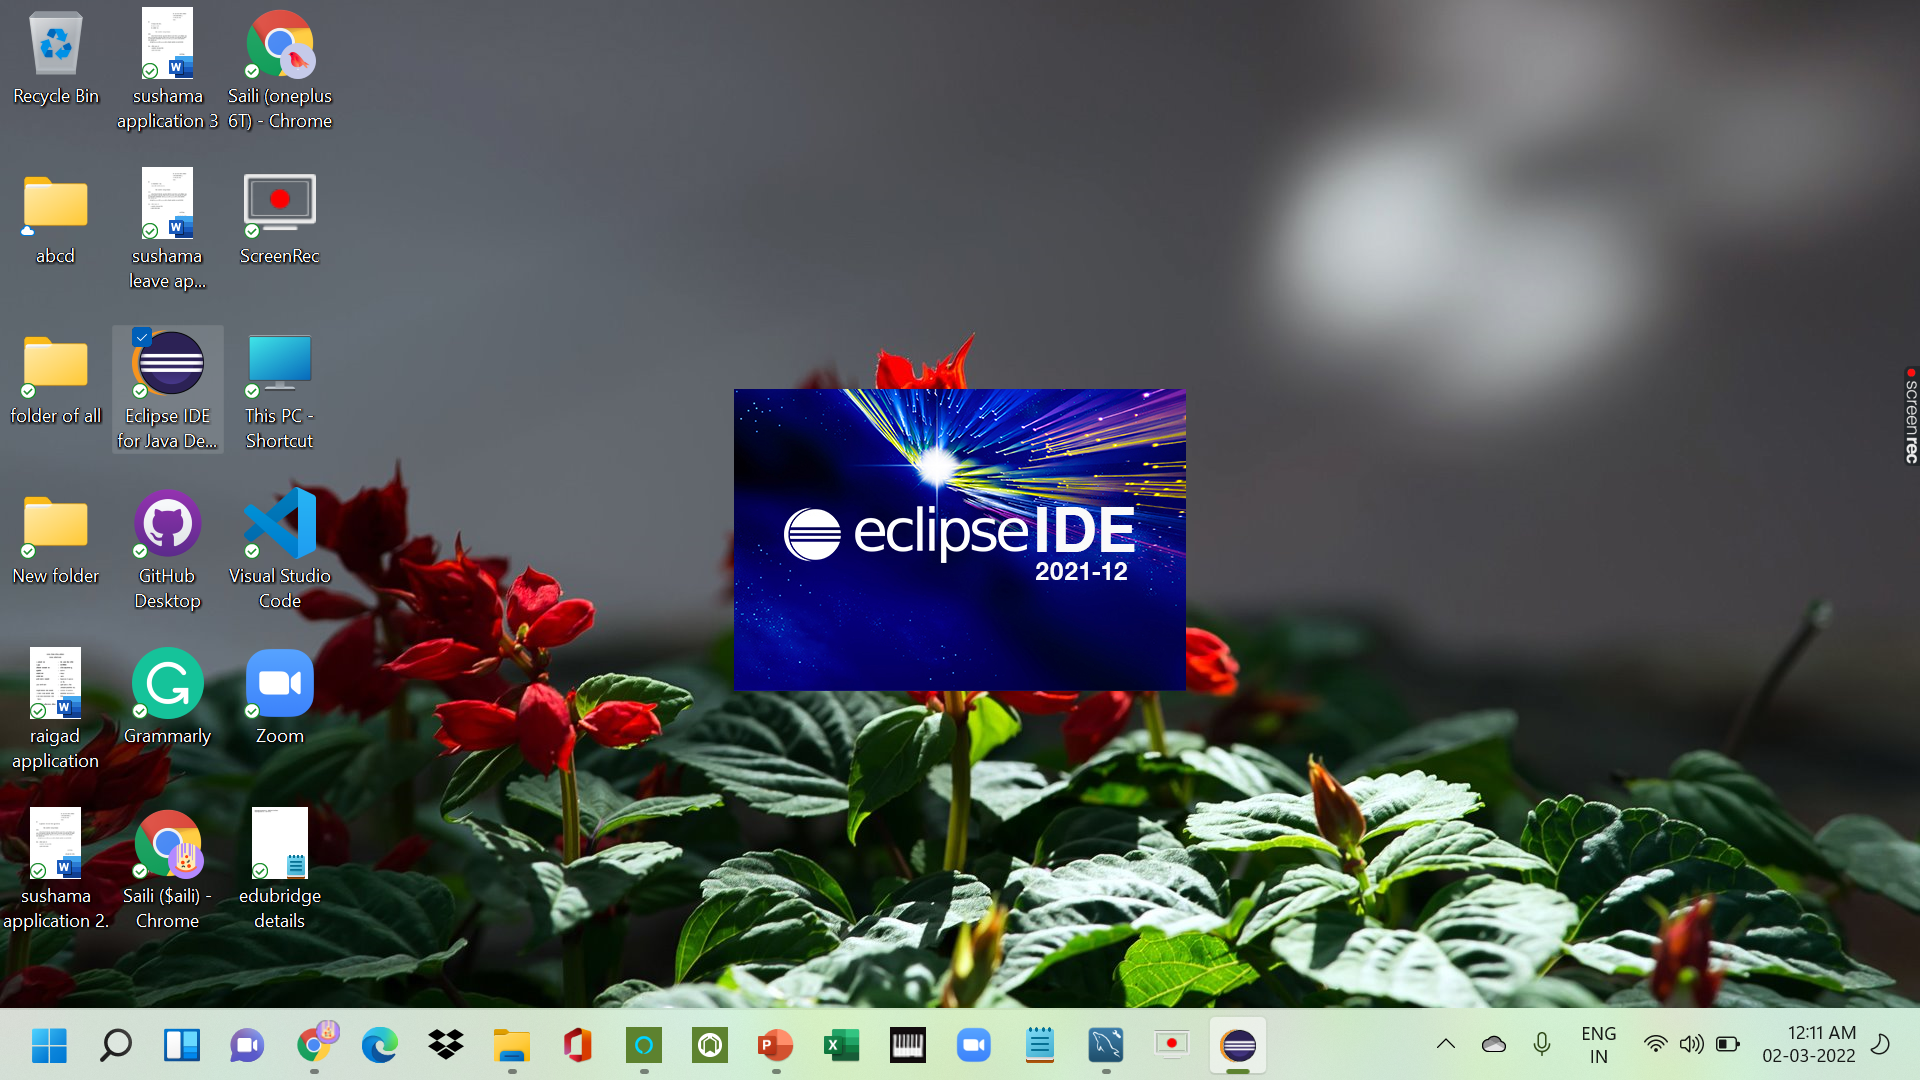 Recycle Bin
sushama
application 3
Saili (oneplus
6T) - Chrome
abcd
sushama
leave ap...
ScreenRec
folder of all
Eclipse IDE
for Java De...
This PC -
Shortcut
New folder
GitHub
Desktop
Visual Studio
Code
raigad
application
Grammarly
Zoom
sushama
application 2.
Saili ($aili) -
Chrome
edubridge
details
eclipse IDE
2021-12
screenrec
ENG
IN
12:11 AM
02-03-2022